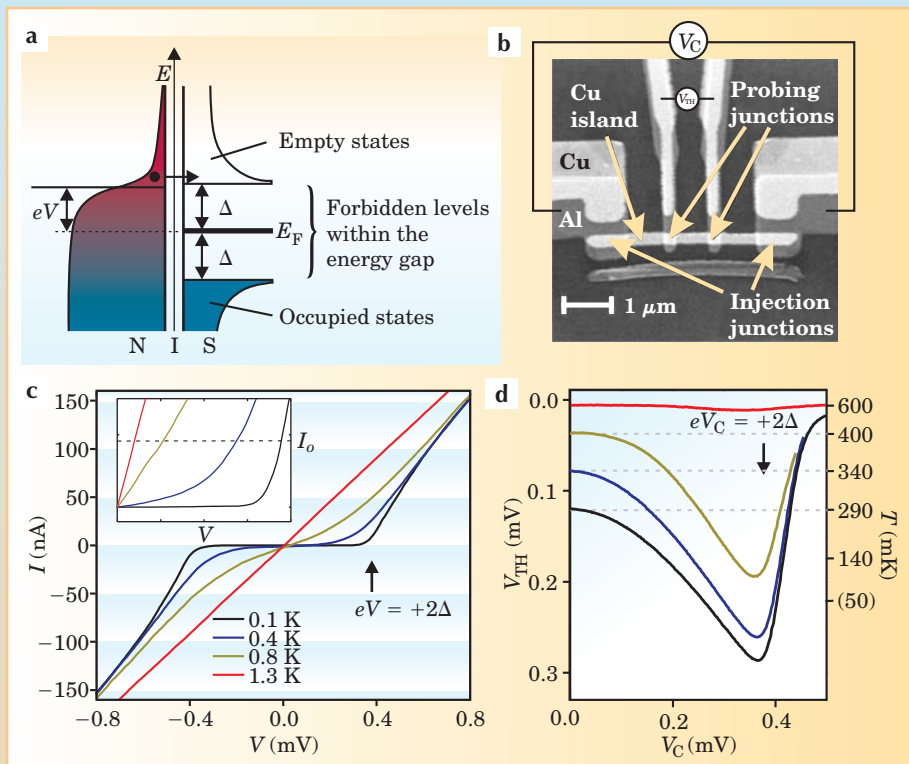 a
E
Empty states
eV
Δ
E_F
Δ
Forbidden levels
within the
energy gap
Occupied states
N I S
b
V_C
V_TH
Cu
island
Probing
junctions
Cu
Al
1 μm
Injection
junctions
c
150
100
50
0
−50
−100
−150
I (nA)
I_o
V
eV = +2Δ
0.1 K
0.4 K
0.8 K
1.3 K
−0.8 −0.4 0.0 0.4 0.8
V (mV)
d
0.0
0.1
0.2
0.3
V_TH (mV)
eV_C = +2Δ
600
400
340
290
140
(50)
T (mK)
0.0 0.2 0.4
V_C (mV)